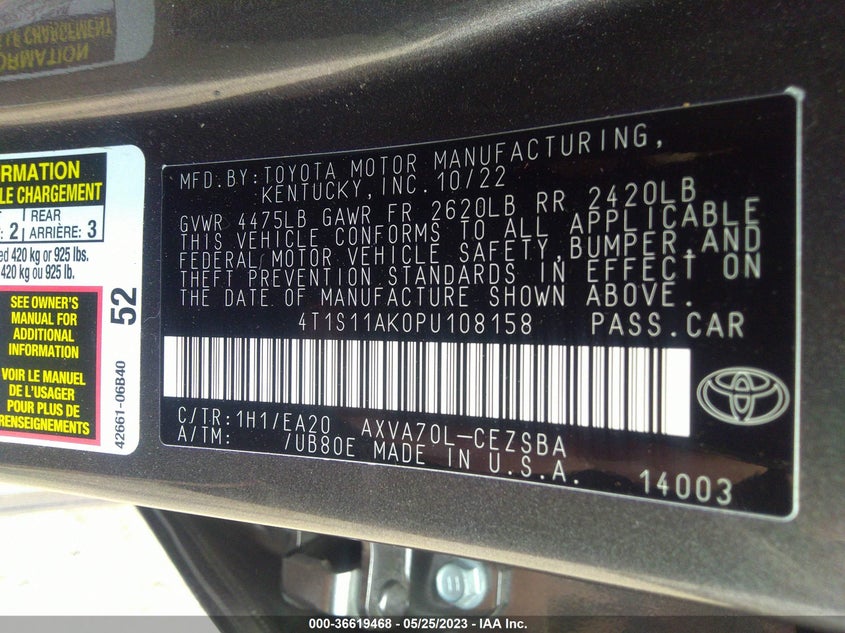 LE CHARGEMENT
ORMATION
RMATION
LE CHARGEMENT
REAR
2 ARRIÈRE: 3
ed 420 kg or 925 lbs.
420 kg ou 925 lb.
SEE OWNER'S
MANUAL FOR
ADDITIONAL
INFORMATION
VOIR LE MANUEL
DE L'USAGER
POUR PLUS DE
RENSEIGNEMENTS
52
42661-06B40
MFD.BY:TOYOTA MOTOR MANUFACTURING,
KENTUCKY,INC.10/22
GVWR 4475LB GAWR FR 2620LB RR 2420LB
THIS VEHICLE CONFORMS TO ALL APPLICABLE
FEDERAL MOTOR VEHICLE SAFETY,BUMPER,AND
THEFT PREVENTION STANDARDS IN EFFECT ON
THE DATE OF MANUFACTURE SHOWN ABOVE.
4T1S11AK0PU108158 PASS.CAR
C/TR:1H1/EA20 AXVA70L-CEZSBA
A/TM: /UB80E MADE IN U.S.A.
14003
000-36619468 - 05/25/2023 - IAA Inc.